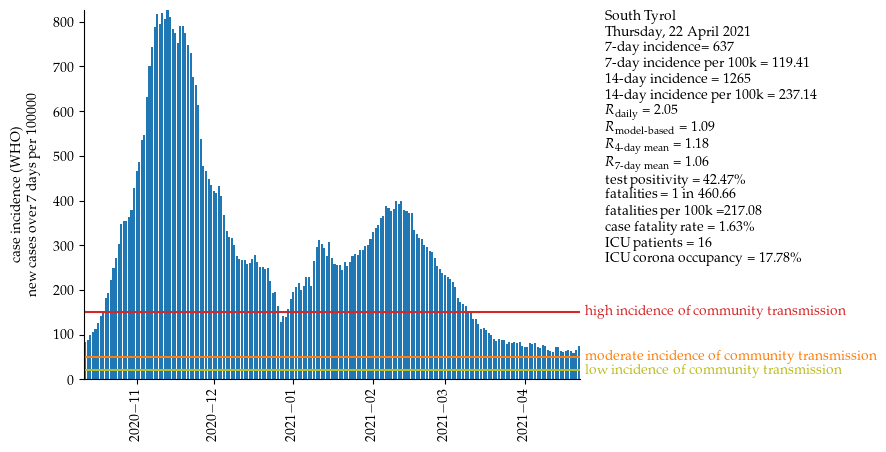 South Tyrol
Thursday, 22 April 2021
7-day incidence= 637
7-day incidence per 100k = 119.41
14-day incidence = 1265
14-day incidence per 100k = 237.14
R_daily = 2.05
R_model-based = 1.09
R_4-day mean = 1.18
R_7-day mean = 1.06
test positivity = 42.47%
fatalities = 1 in 460.66
fatalities per 100k =217.08
case fatality rate = 1.63%
ICU patients = 16
ICU corona occupancy = 17.78%
case incidence (WHO)
new cases over 7 days per 100000
800
700
600
500
400
300
200
100
0
high incidence of community transmission
moderate incidence of community transmission
low incidence of community transmission
2020−11
2020−12
2021−01
2021−02
2021−03
2021−04